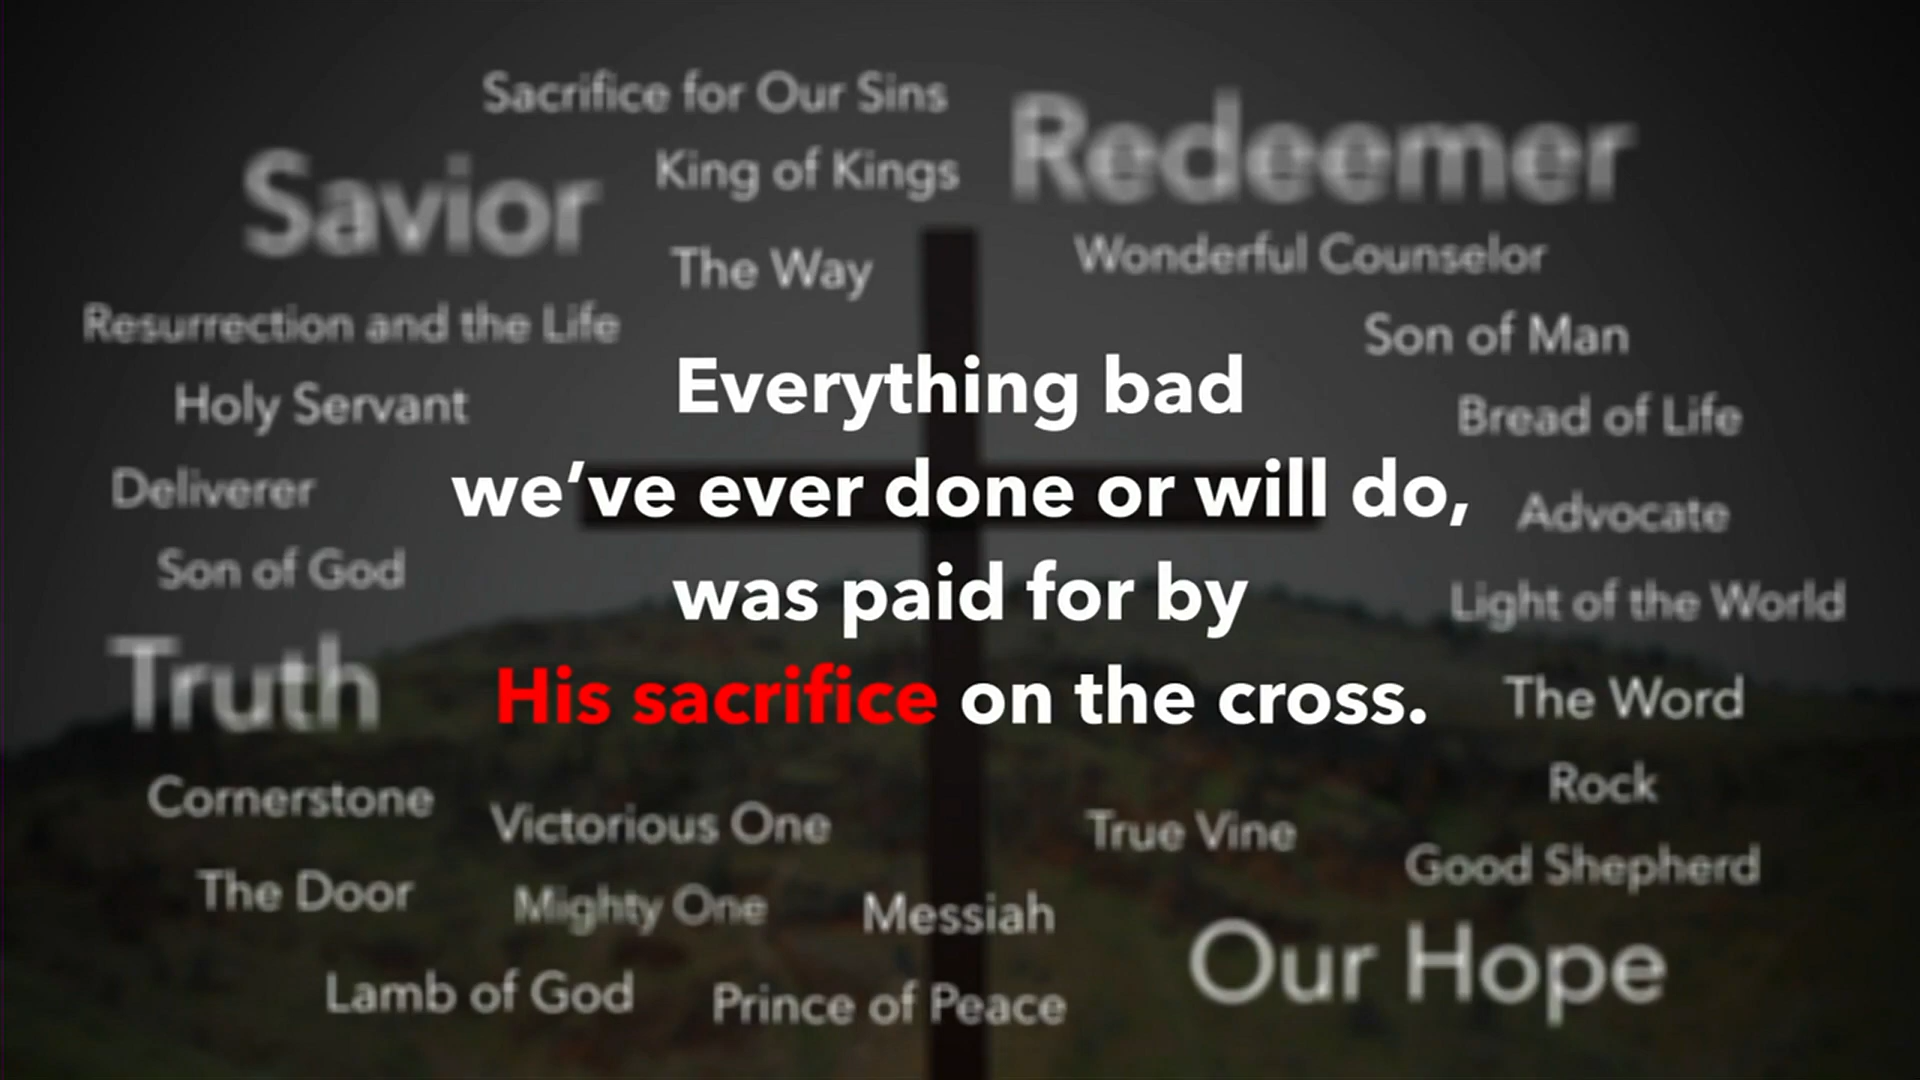 Sacrifice for Our Sins
Redeemer
Savior
King of Kings
The Way
Wonderful Counselor
Resurrection and the Life
Son of Man
Everything bad
Holy Servant
Bread of Life
Deliverer
we've ever done or will do,
Advocate
Son of God
was paid for by
Light of the World
Truth
His sacrifice on the cross.
The Word
Cornerstone
Victorious One
True Vine
Rock
The Door
Mighty One
Messiah
Good Shepherd
Lamb of God
Prince of Peace
Our Hope